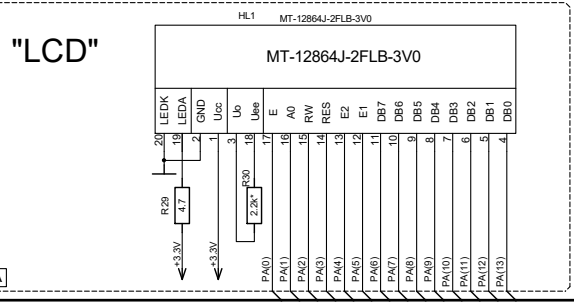 HL1 MT-12864J-2FLB-3V0
"LCD"
MT-12864J-2FLB-3V0
LEDK LEDA GND Ucc Uo Uee E A0 RW RES E2 E1 DB7 DB6 DB5 DB4 DB3 DB2 DB1 DB0
20 19 2 1 3 18 17 16 15 14 13 12 11 10 9 8 7 6 5 4
R29 4.7
R30 2.2k*
+3.3V +3.3V
PA(0) PA(1) PA(2) PA(3) PA(4) PA(5) PA(6) PA(7) PA(8) PA(9) PA(10) PA(11) PA(12) PA(13)